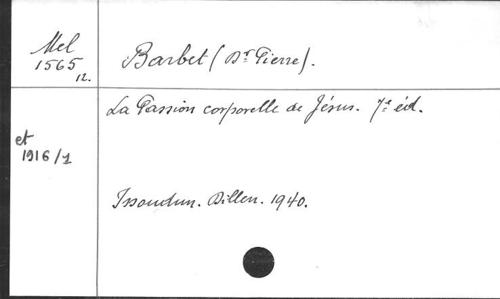 Mel
1565
12.
Barbet (Dr Pierre).
La Passion corporelle de Jésus. 7e éd.
et
1916/1
Issoudun. Dillen. 1940.